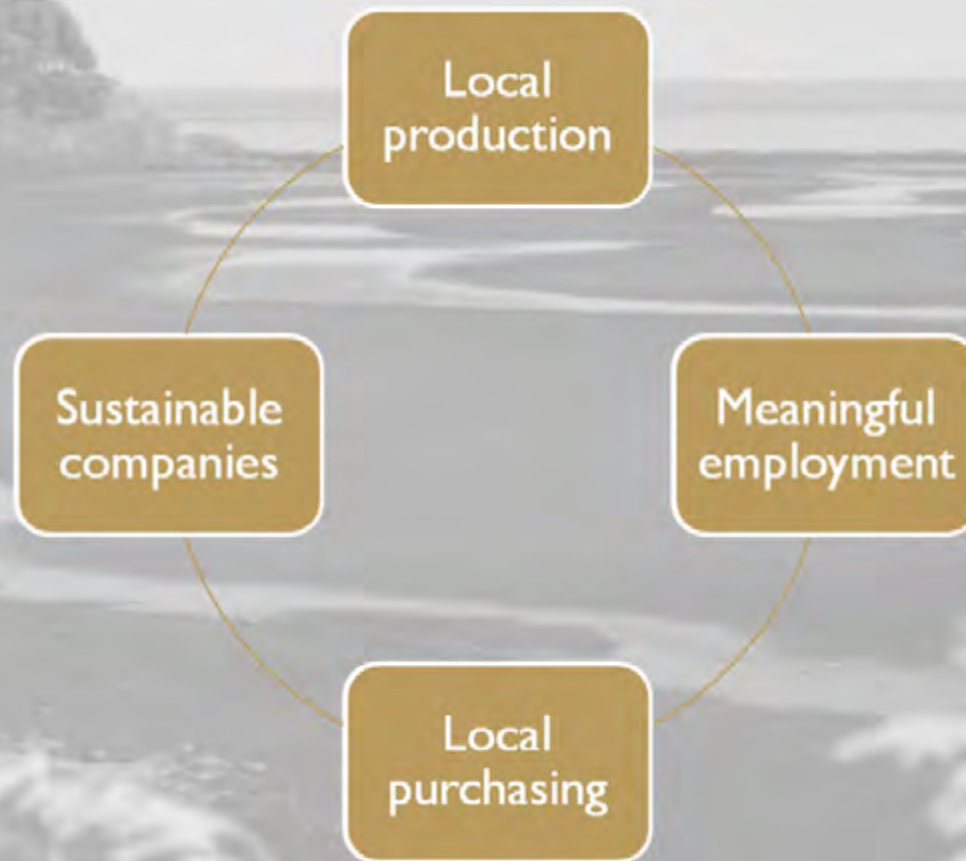 Local
production
Sustainable
companies
Meaningful
employment
Local
purchasing